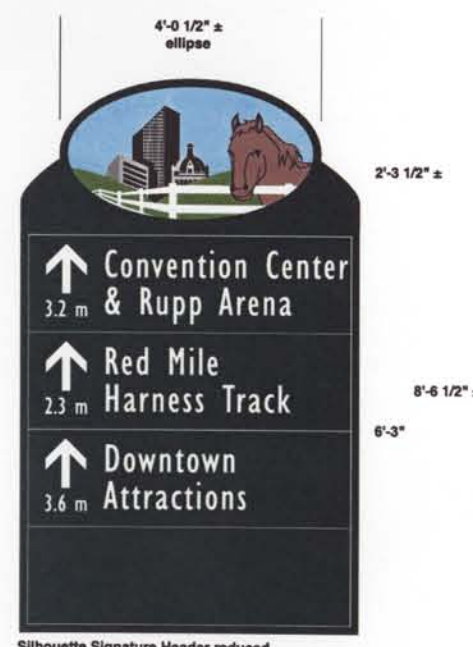 4'-0 1/2" ±
ellipse
2'-3 1/2" ±
Convention Center
3.2 m & Rupp Arena
Red Mile
2.3 m Harness Track
8'-6 1/2" ±
6'-3"
Downtown
3.6 m Attractions
Silhouette Signature Header reduced